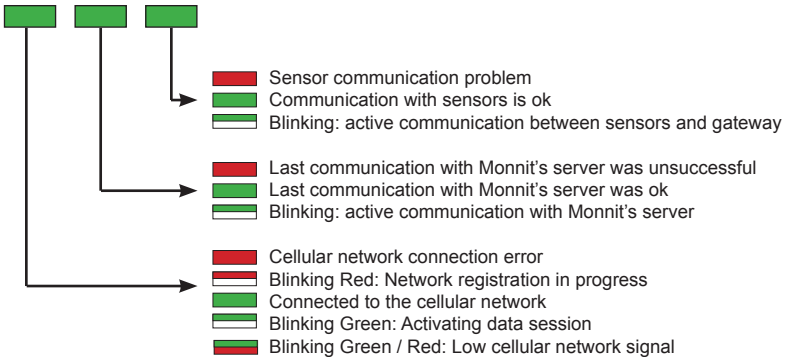 Sensor communication problem
Communication with sensors is ok
Blinking: active communication between sensors and gateway
Last communication with Monnit's server was unsuccessful
Last communication with Monnit's server was ok
Blinking: active communication with Monnit's server
Cellular network connection error
Blinking Red: Network registration in progress
Connected to the cellular network
Blinking Green: Activating data session
Blinking Green / Red: Low cellular network signal